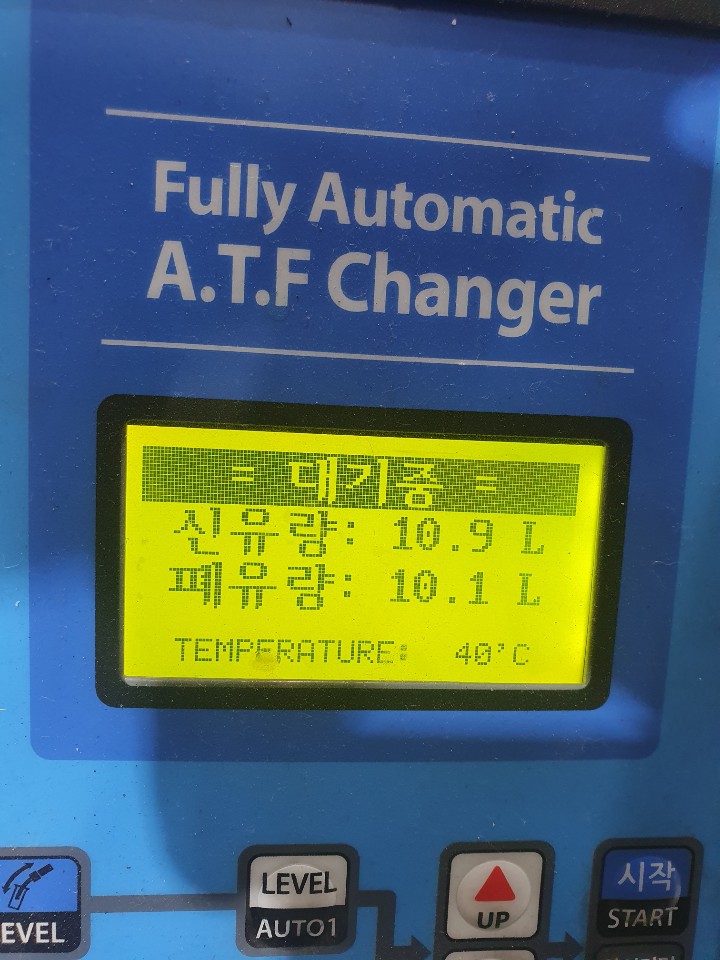 Fully Automatic
A.T.F Changer
= 대기중 =
신유량: 10.9 L
폐유량: 10.1 L
TEMPERATURE: 40'C
EVEL
LEVEL
AUTO1
UP
시작
START